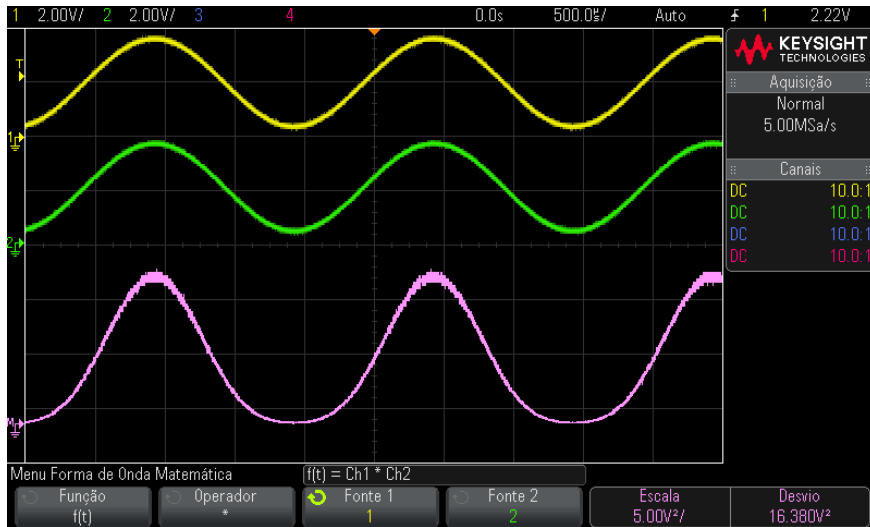 1 2.00V/ 2 2.00V/ 3 4 0.0s 500.0µ/ Auto 1 2.22V
KEYSIGHT
TECHNOLOGIES
Aquisição
Normal
5.00MSa/s
Canais
DC 10.0:1
DC 10.0:1
DC 10.0:1
DC 10.0:1
T
1
2
M
Menu Forma de Onda Matemática f(t) = Ch1 * Ch2
Função Operador Fonte 1 Fonte 2 Escala Desvio
f(t) * 1 2 5.00V²/ 16.380V²